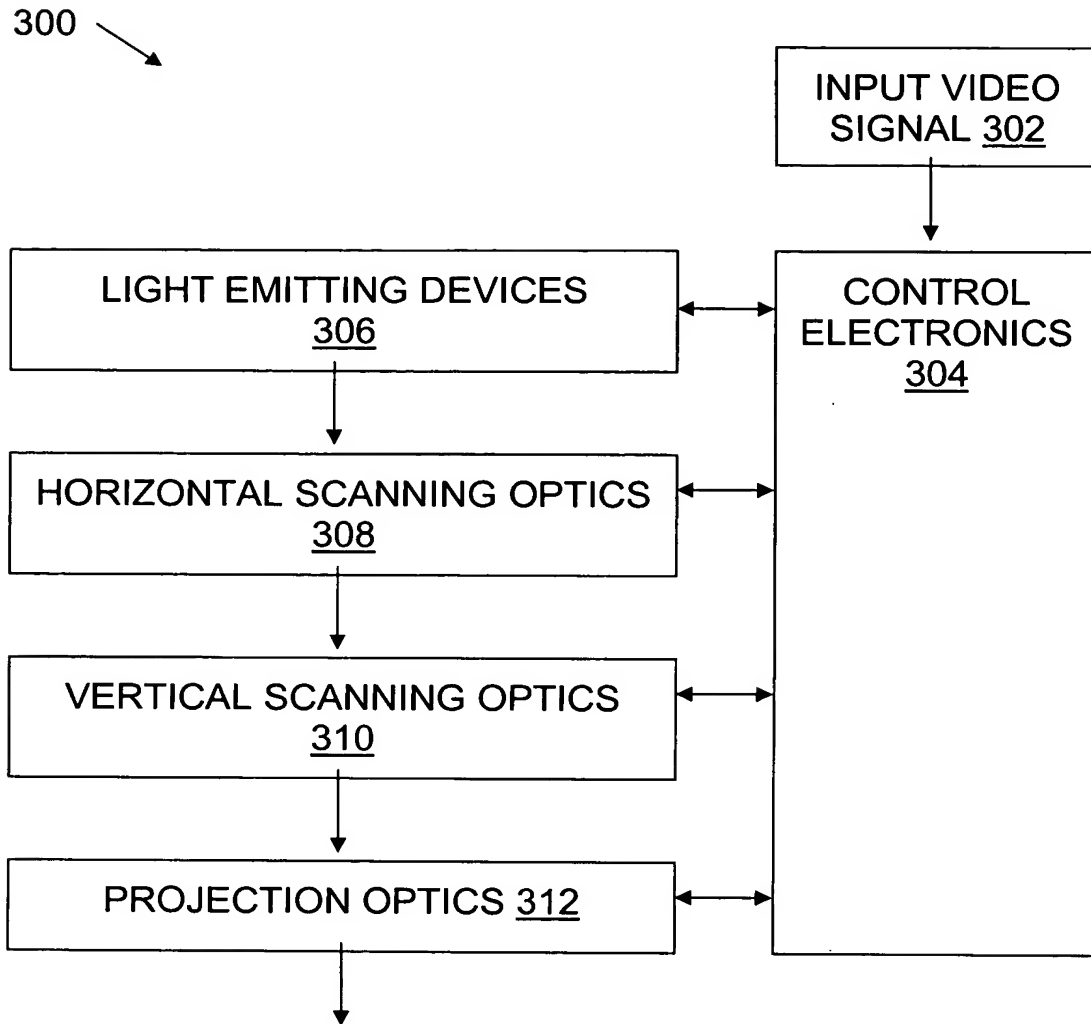 300
INPUT VIDEO
SIGNAL 302
LIGHT EMITTING DEVICES
306
CONTROL
ELECTRONICS
304
HORIZONTAL SCANNING OPTICS
308
VERTICAL SCANNING OPTICS
310
PROJECTION OPTICS 312